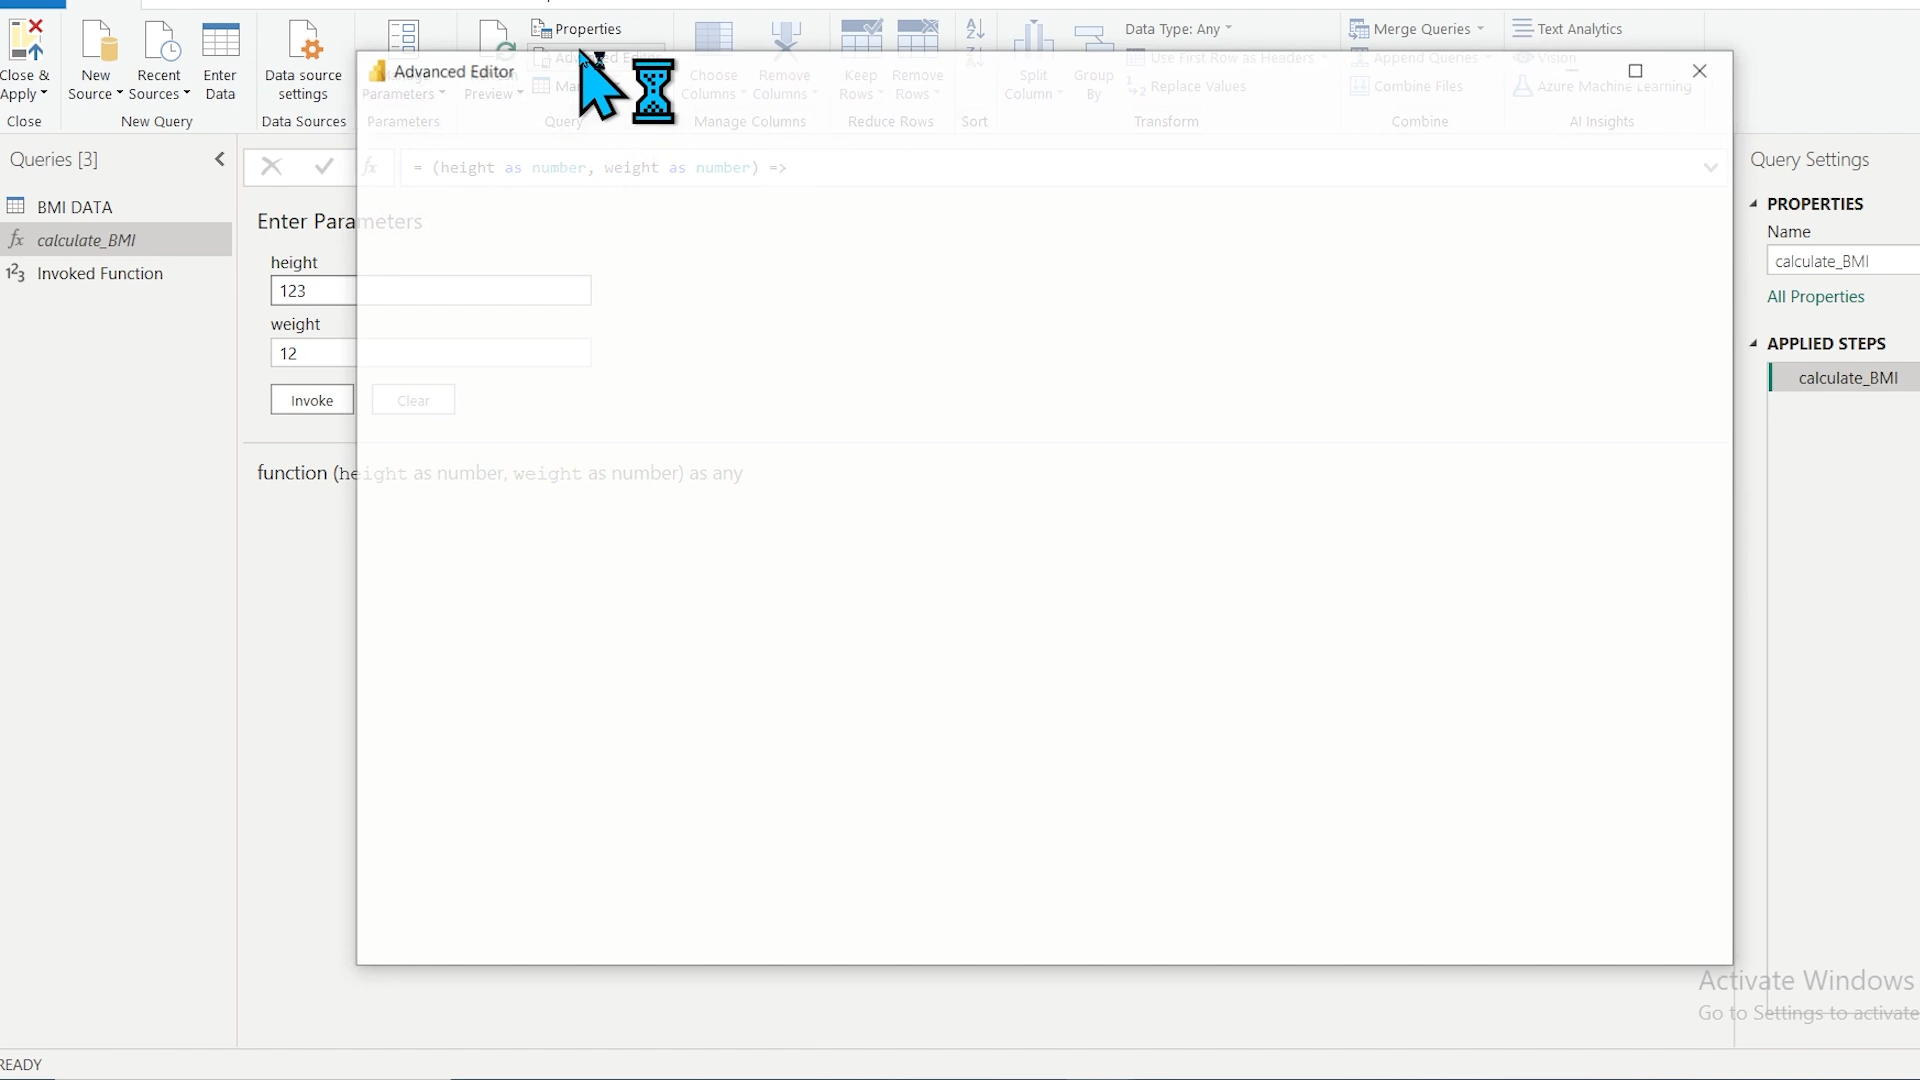 Properties
Data Type: Any
Merge Queries
Text Analytics
Advanced Editor
Use First Row as Headers
Append Queries
Vision
Close &
Apply
New
Source
Recent
Sources
Enter
Data
Data source
settings
Parameters
Preview
Choose
Columns
Remove
Columns
Keep
Rows
Remove
Rows
Split
Column
Group
By
Replace Values
Combine Files
Azure Machine Learning
Close
New Query
Data Sources
Parameters
Query
Manage Columns
Reduce Rows
Sort
Transform
Combine
AI Insights
Queries [3]
fx = (height as number, weight as number) =>
Query Settings
BMI DATA
fx calculate_BMI
123 Invoked Function
Enter Parameters
height
123
weight
12
Invoke
Clear
function (height as number, weight as number) as any
PROPERTIES
Name
calculate_BMI
All Properties
APPLIED STEPS
calculate_BMI
Activate Windows
Go to Settings to activate
READY